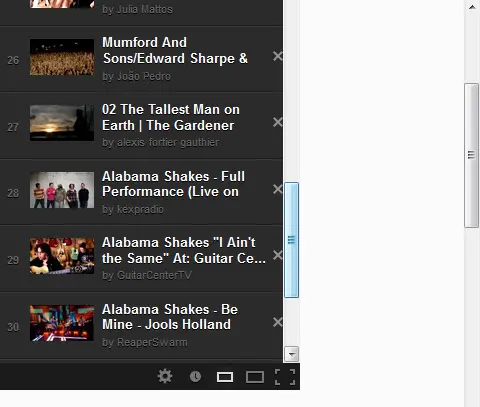 by Julia Mattos
26
Mumford And
Sons/Edward Sharpe &
by João Pedro
27
02 The Tallest Man on
Earth | The Gardener
by alexis fortier gauthier
28
Alabama Shakes - Full
Performance (Live on
by kexpradio
29
Alabama Shakes "I Ain't
the Same" At: Guitar Ce...
by GuitarCenterTV
30
Alabama Shakes - Be
Mine - Jools Holland
by ReaperSwarm